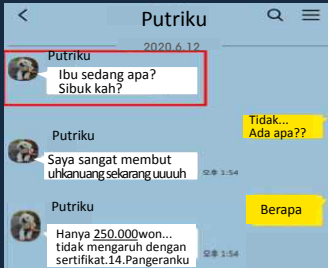 Putriku
2020.6.12
Putriku
Ibu sedang apa?
Sibuk kah?
Tidak...
Ada apa??
Putriku
Saya sangat membut
uhkanuang sekarang uuuuh
오후 1:54
Berapa
Putriku
Hanya 250.000won...
tidak mengaruh dengan
sertifikat.14.Pangeranku
오후 1:54